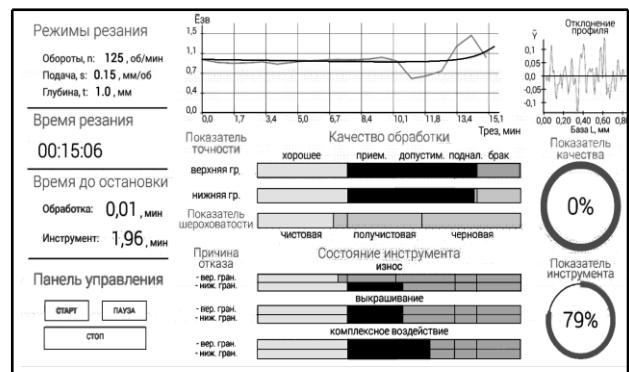 Режимы резания
Обороты, n: 125, об/мин
Подача, s: 0.15, мм/об
Глубина, t: 1.0, мм
Время резания
00:15:06
Время до остановки
Обработка: 0,01, мин
Инструмент: 1,96, мин
Панель управления
СТАРТ ПАУЗА
СТОП
Ёзв
1,5
1,1
0,7
0,4
0,0
0,0 1,7 3,4 5,0 6,7 8,4 10,1 11,8 13,4 15,1
Tрез, мин
Показатель точности
Качество обработки
хорошее прием. допустим. поднал. брак
верхняя гр.
нижняя гр.
Показатель шероховатости
чистовая получистовая черновая
Причина отказа
Состояние инструмента
износ
- вер. гран.
- ниж. гран.
выкрашивание
- вер. гран.
- ниж. гран.
комплексное воздействие
- вер. гран.
- ниж. гран.
Отклонение профиля
ỹ
0,1
0,05
0,0
-0,05
-0,1
0,00 0,20 0,40 0,60 0,80
База L, мм
Показатель качества
0%
Показатель инструмента
79%